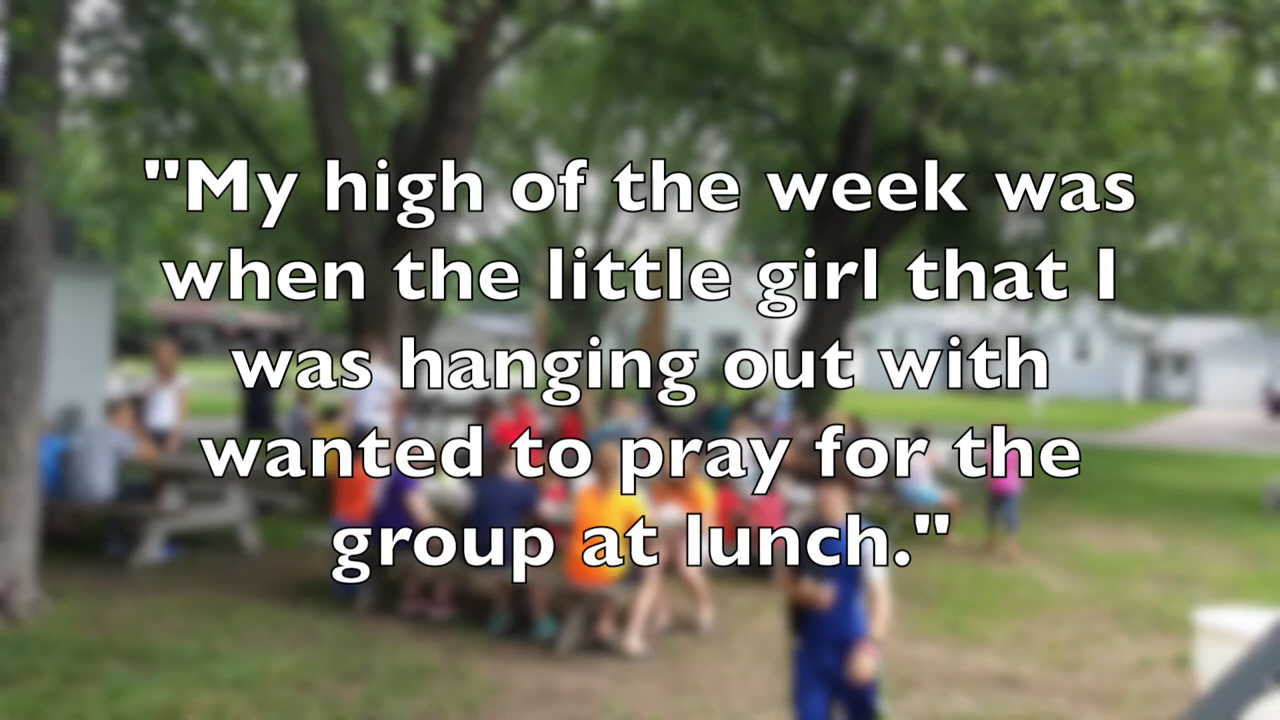 "My high of the week was
when the little girl that I
was hanging out with
wanted to pray for the
group at lunch."